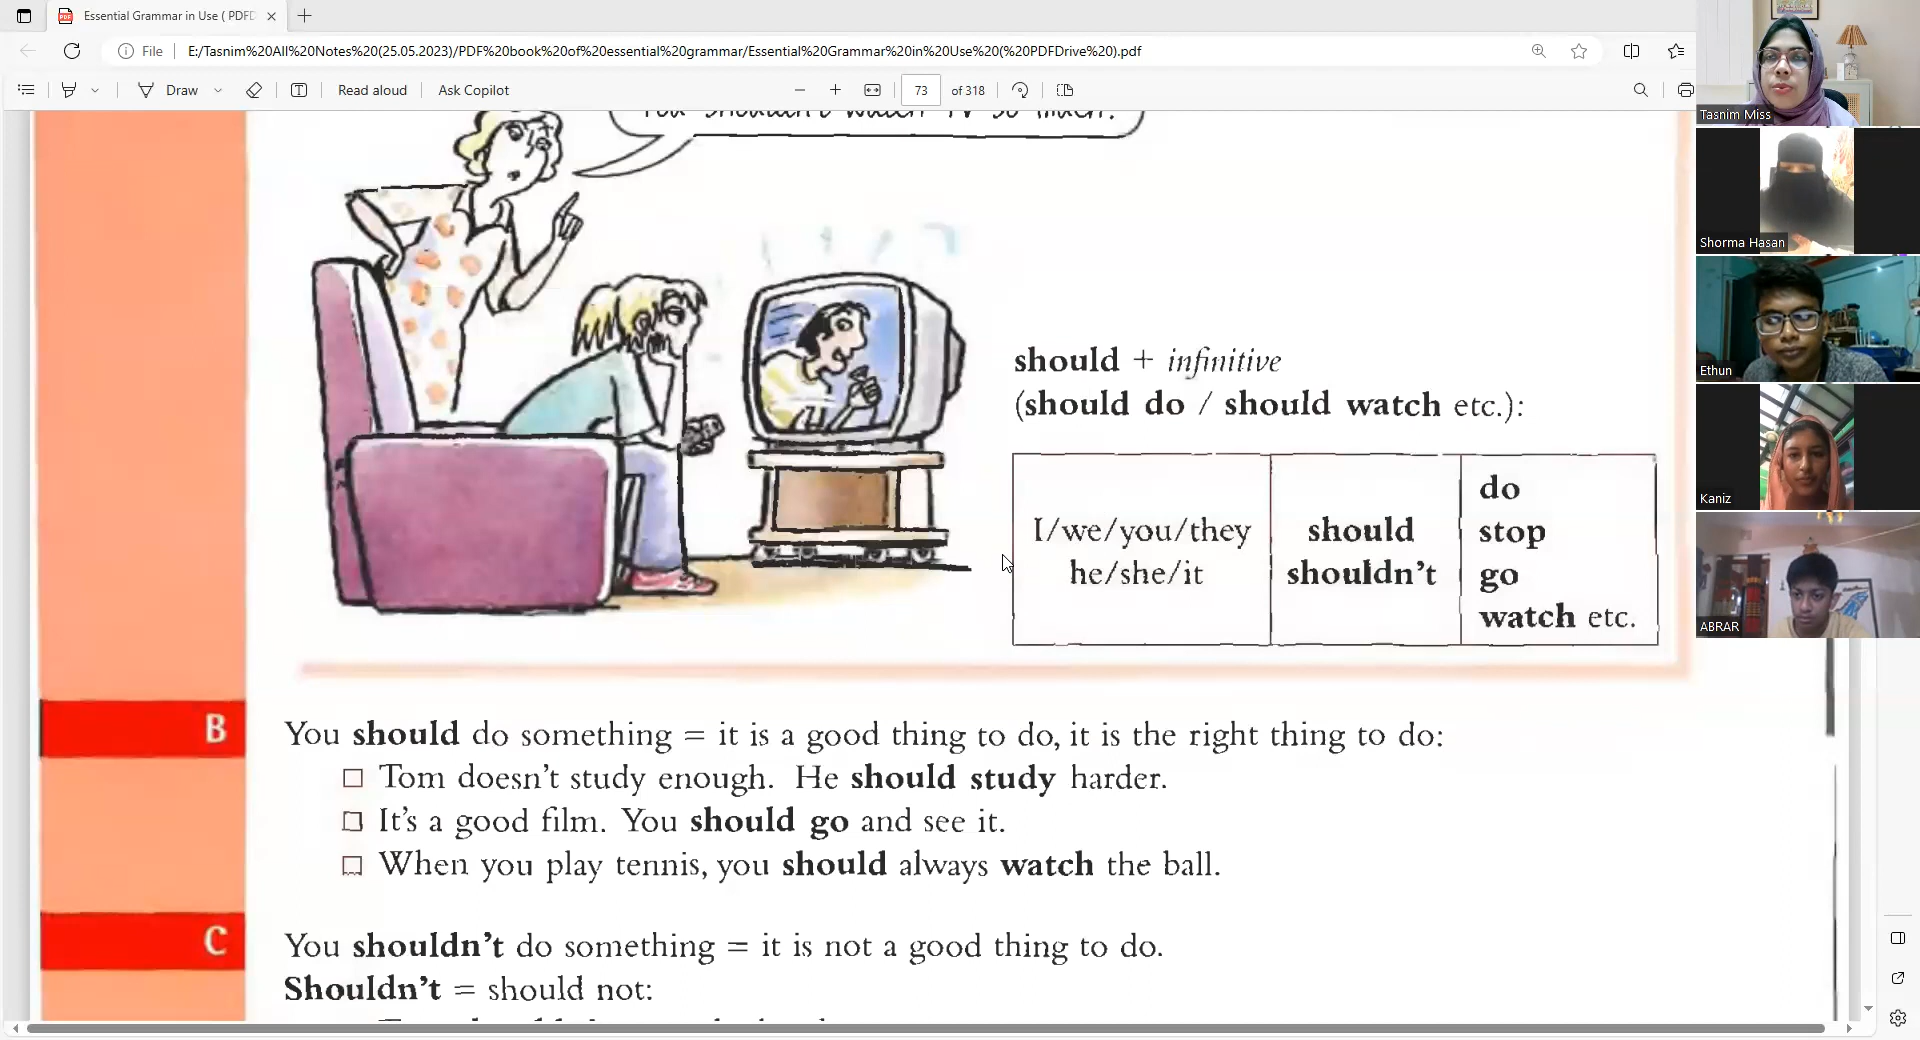 Essential Grammar in Use ( PDFD
File
E:/Tasnim%20All%20Notes%20(25.05.2023)/PDF%20book%20of%20essential%20grammar/Essential%20Grammar%20in%20Use%20(%20PDFDrive%20).pdf
Draw
Read aloud
Ask Copilot
73 of 318
You shouldn't watch TV so much!
should + infinitive
(should do / should watch etc.):
I/we/you/they
he/she/it
should
shouldn't
do
stop
go
watch etc.
B
You should do something = it is a good thing to do, it is the right thing to do:
Tom doesn't study enough. He should study harder.
It's a good film. You should go and see it.
When you play tennis, you should always watch the ball.
C
You shouldn't do something = it is not a good thing to do.
Shouldn't = should not:
Tasnim Miss
Shorma Hasan
Ethun
Kaniz
ABRAR